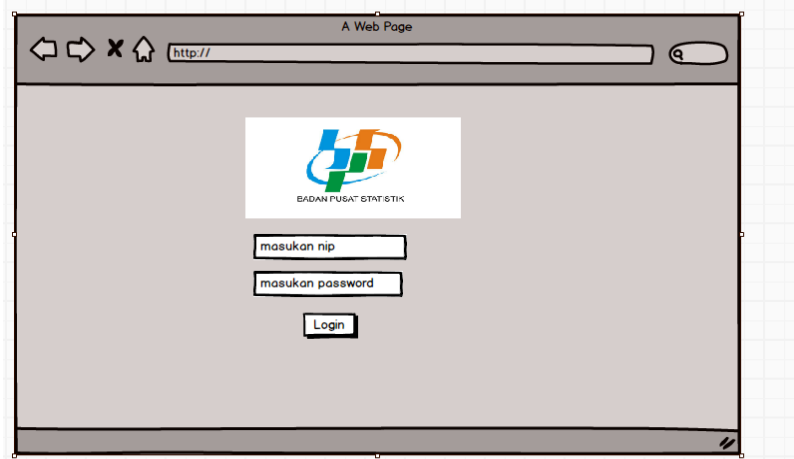 A Web Page
http://
BADAN PUSAT STATISTIK
masukan nip
masukan password
Login